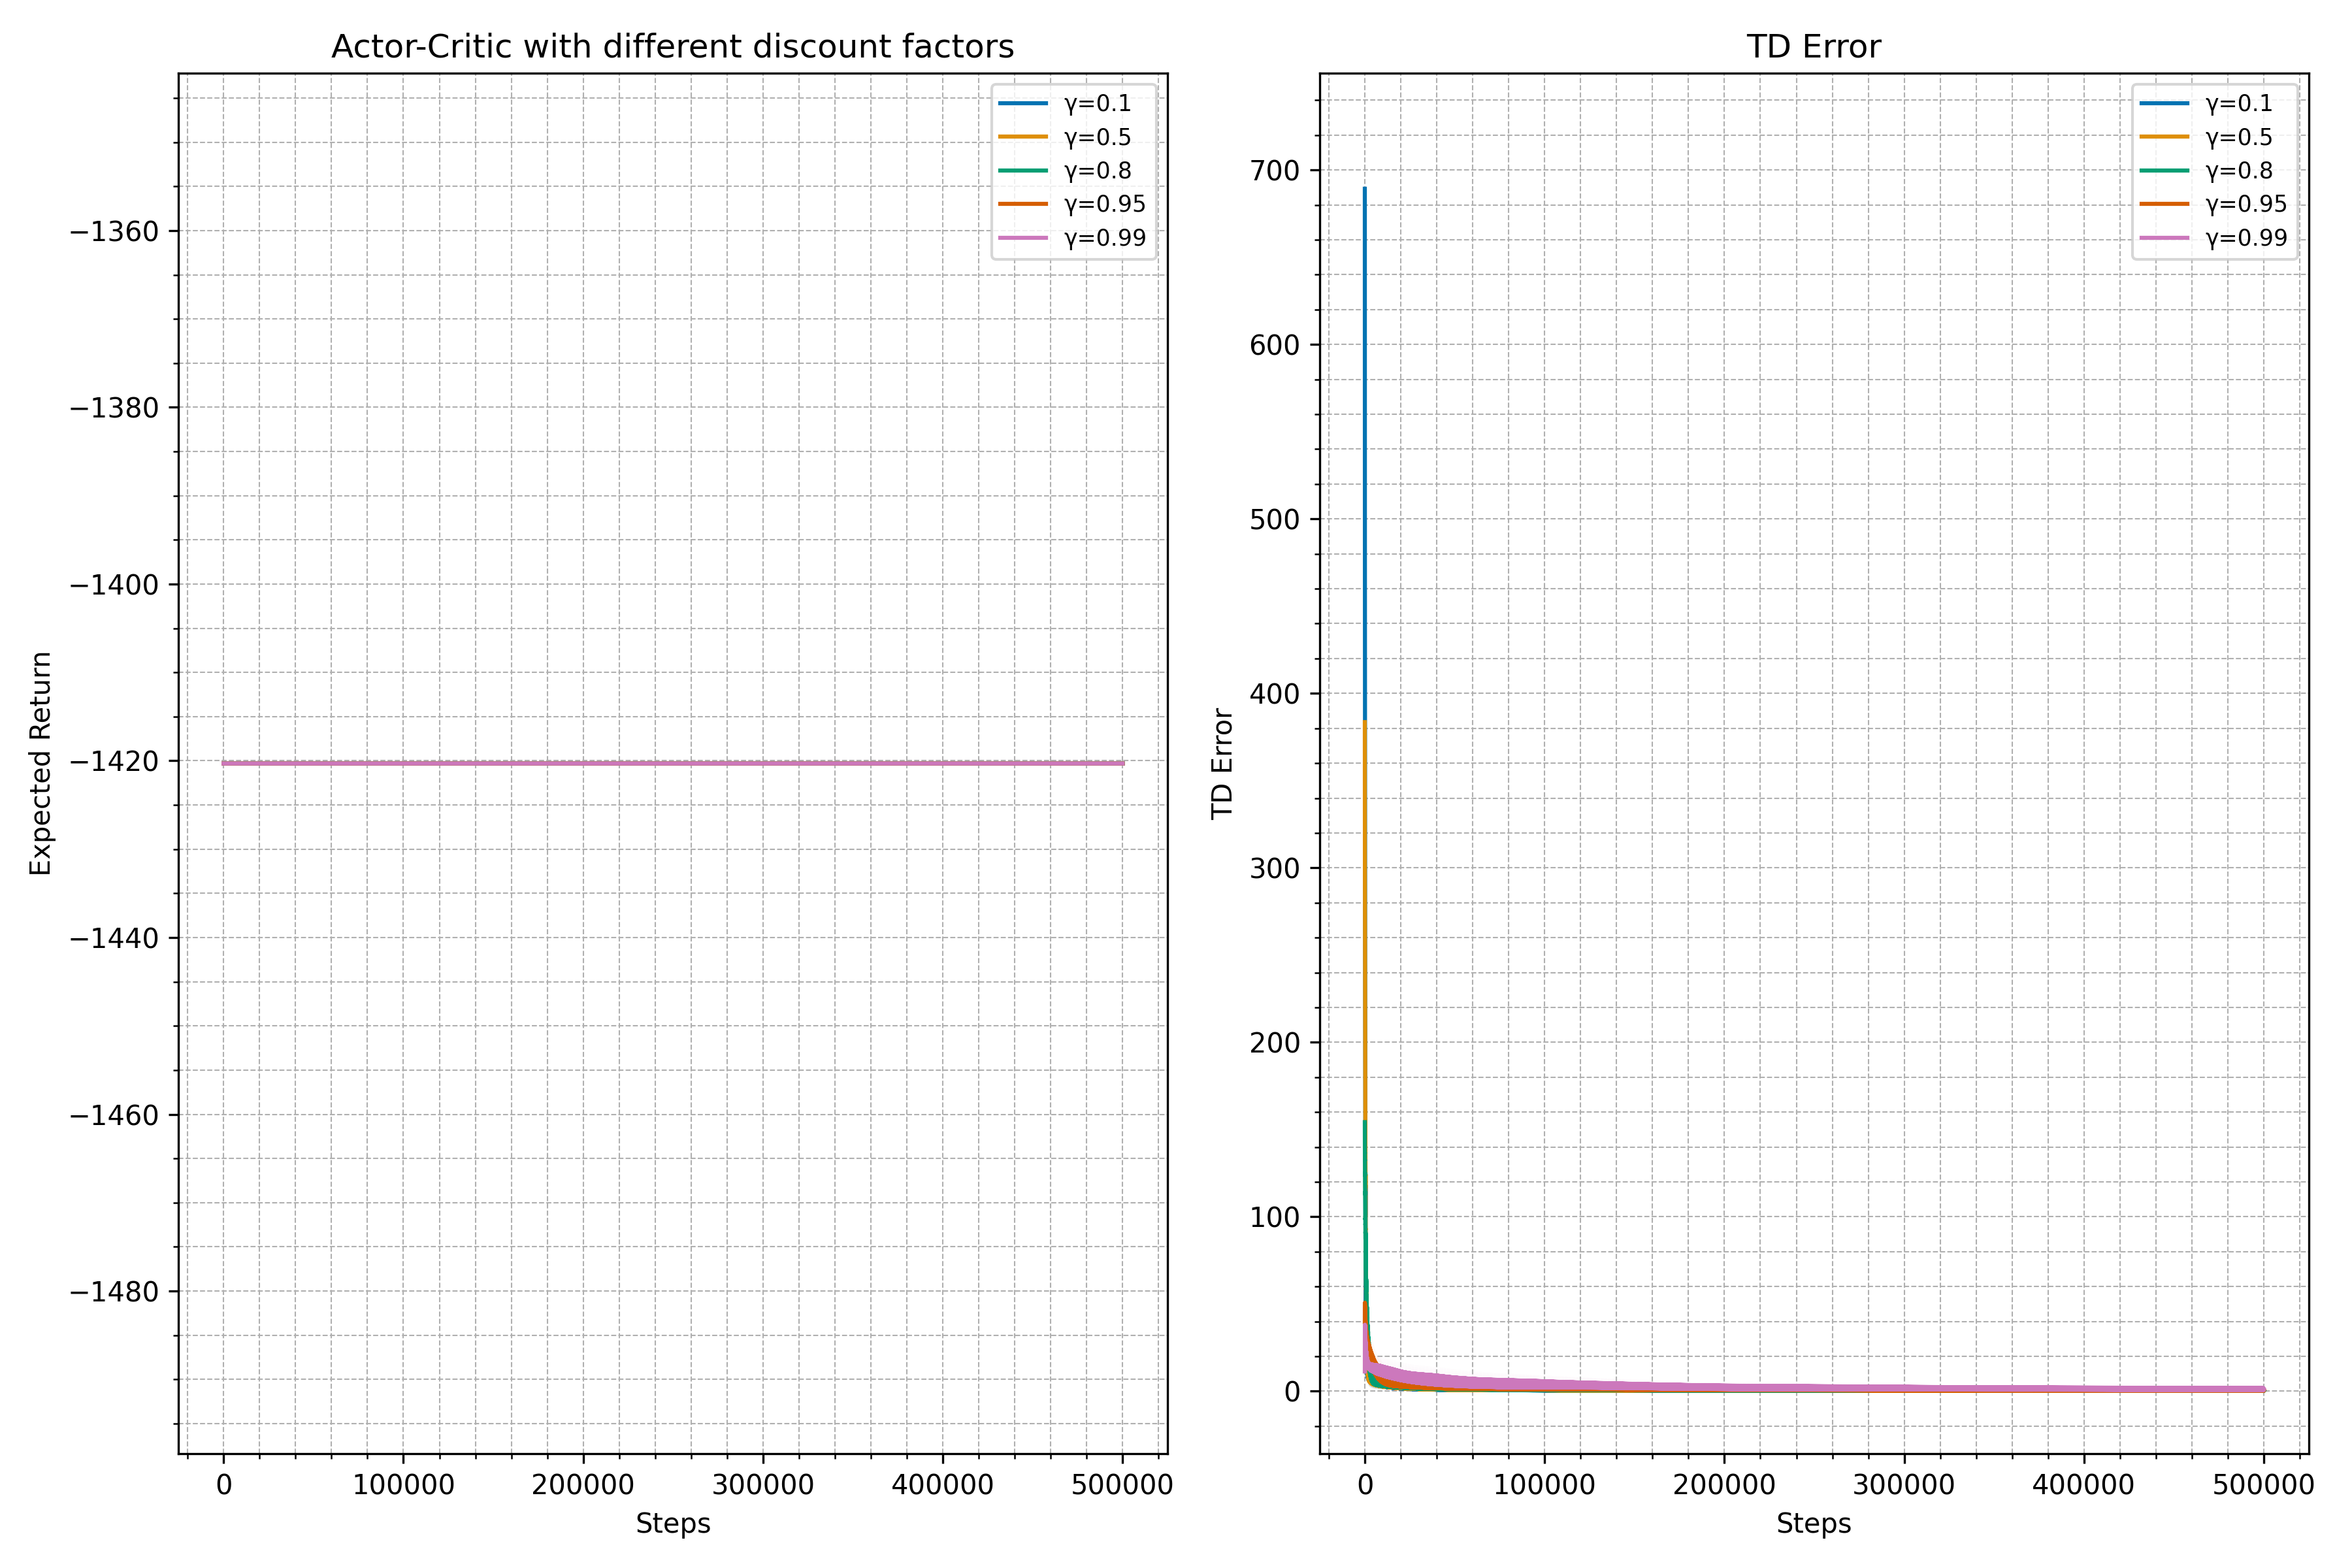 Actor-Critic with different discount factors
γ=0.1
γ=0.5
γ=0.8
γ=0.95
γ=0.99
−1360
−1380
−1400
−1420
−1440
−1460
−1480
Expected Return
0
100000
200000
300000
400000
500000
Steps
TD Error
γ=0.1
γ=0.5
γ=0.8
γ=0.95
γ=0.99
700
600
500
400
300
200
100
0
TD Error
0
100000
200000
300000
400000
500000
Steps